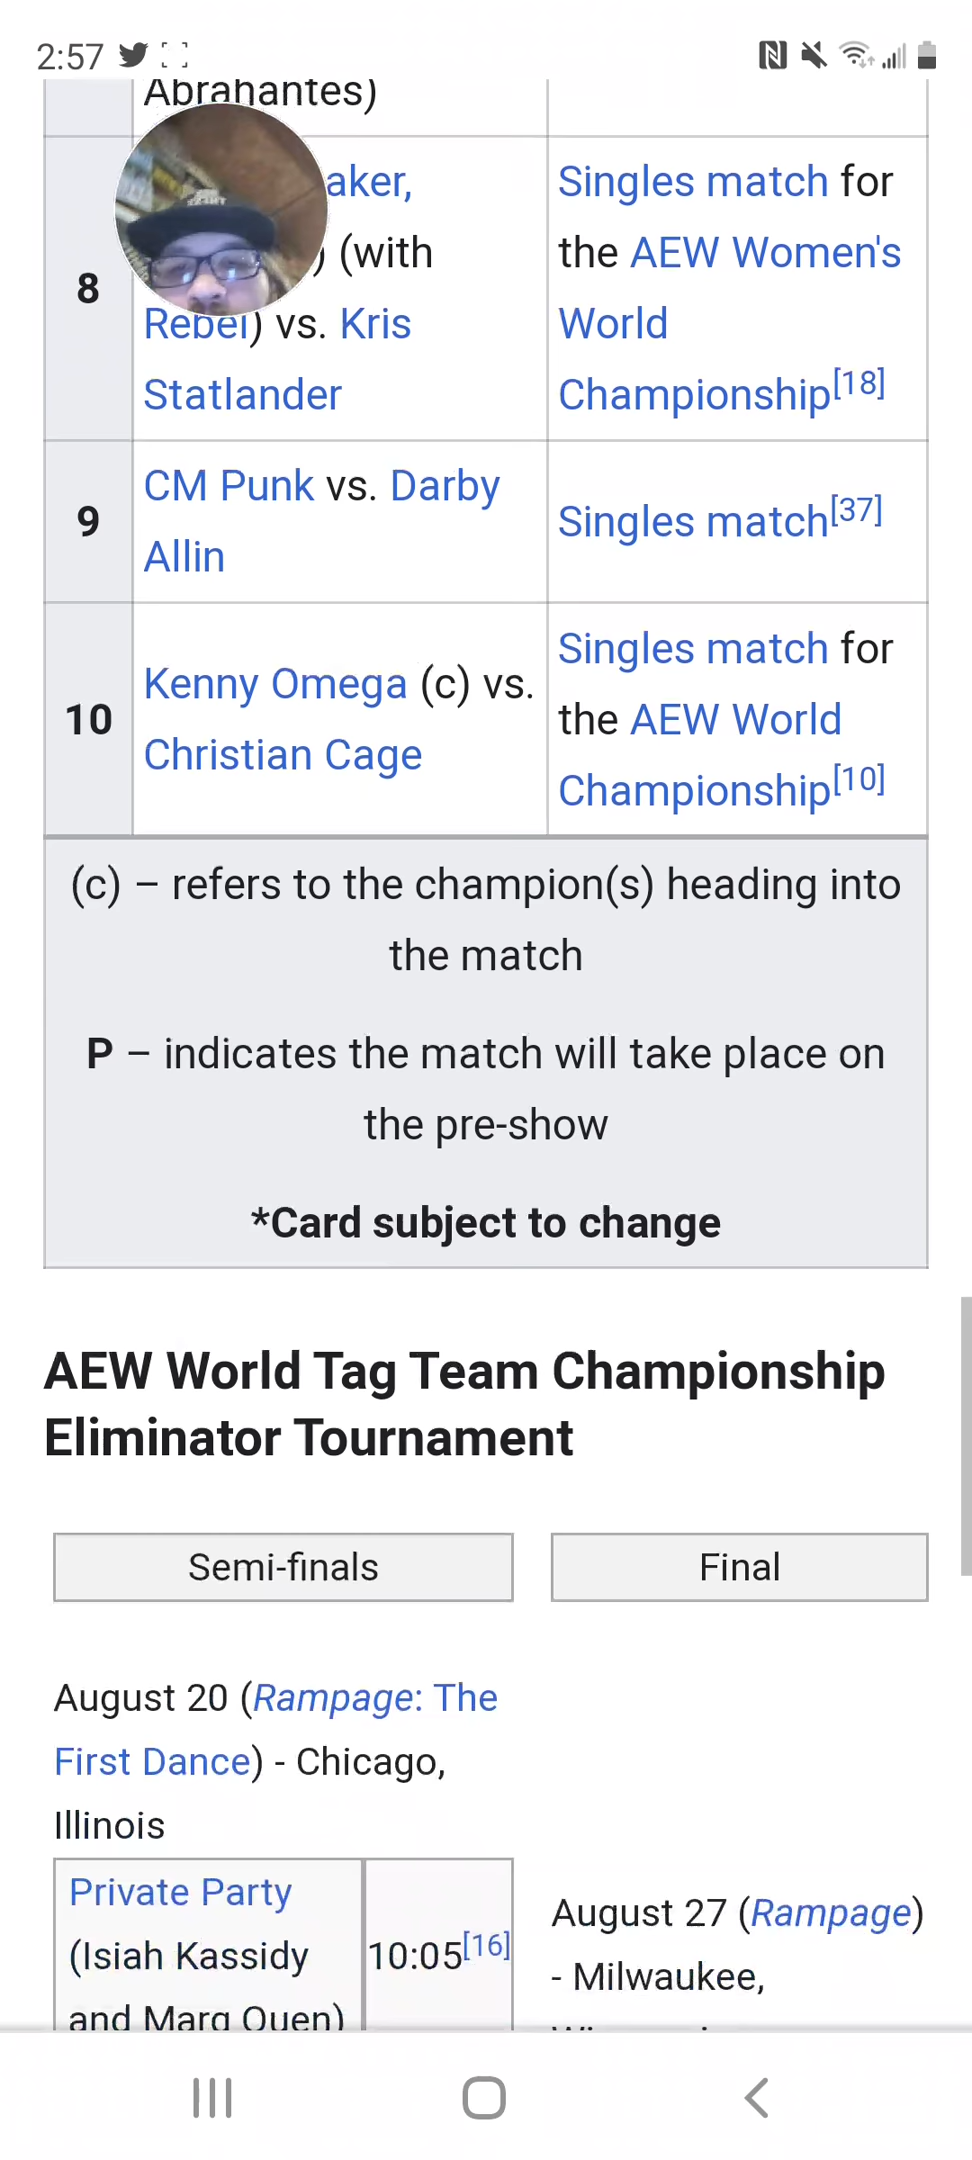 2:57
Abrahantes)
8
aker,
) (with
Rebel) vs. Kris
Statlander
Singles match for
the AEW Women's
World
Championship[18]
9
CM Punk vs. Darby
Allin
Singles match[37]
10
Kenny Omega (c) vs.
Christian Cage
Singles match for
the AEW World
Championship[10]
(c) – refers to the champion(s) heading into
the match
P – indicates the match will take place on
the pre-show
*Card subject to change
AEW World Tag Team Championship
Eliminator Tournament
Semi-finals
Final
August 20 (Rampage: The
First Dance) - Chicago,
Illinois
Private Party
(Isiah Kassidy
and Marq Quen)
10:05[16]
August 27 (Rampage)
- Milwaukee,